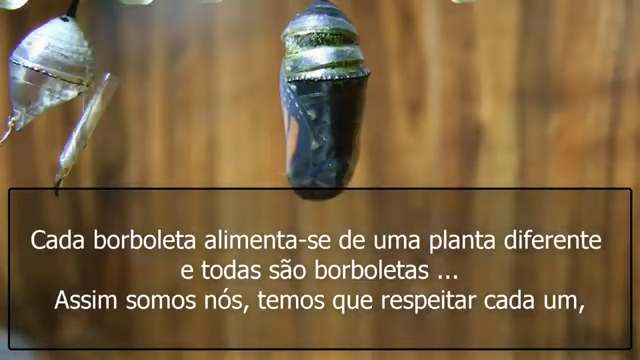 Cada borboleta alimenta-se de uma planta diferente
e todas são borboletas ...
Assim somos nós, temos que respeitar cada um,